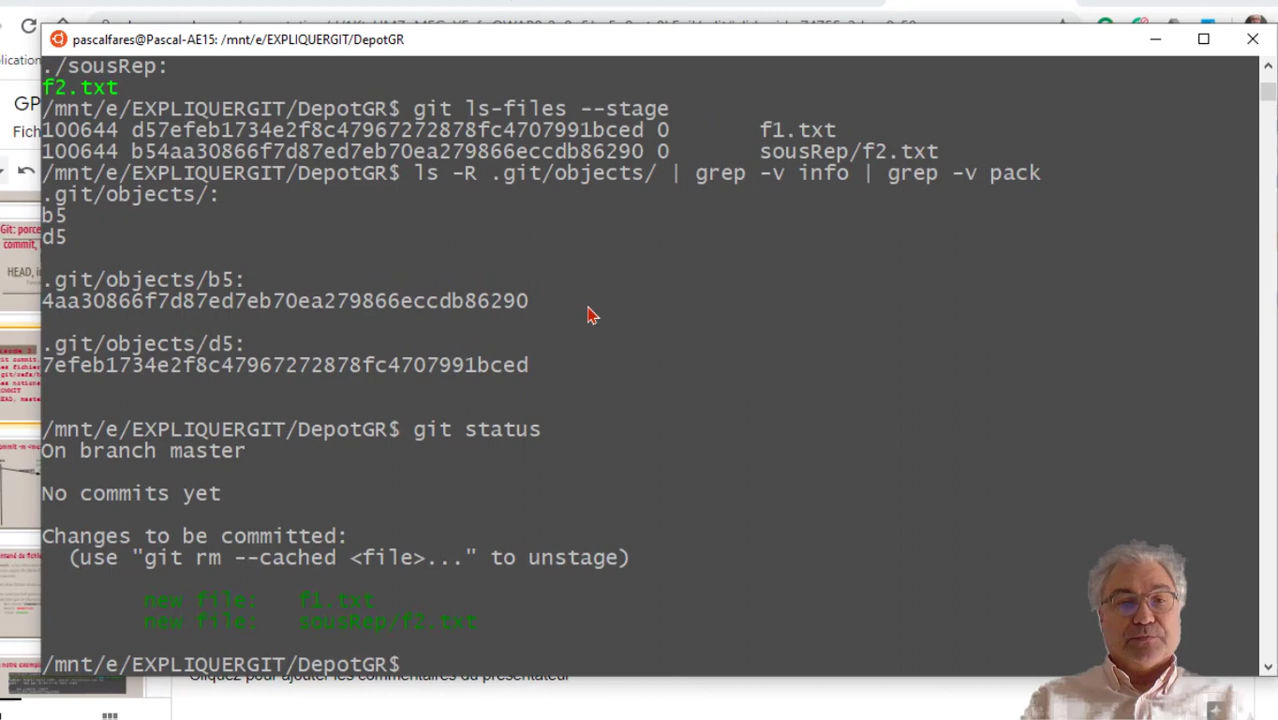 pascalfares@Pascal-AE15: /mnt/e/EXPLIQUERGIT/DepotGR
./sousRep:
f2.txt
/mnt/e/EXPLIQUERGIT/DepotGR$ git ls-files --stage
100644 d57efeb1734e2f8c47967272878fc4707991bced 0 f1.txt
100644 b54aa30866f7d87ed7eb70ea279866eccdb86290 0 sousRep/f2.txt
/mnt/e/EXPLIQUERGIT/DepotGR$ ls -R .git/objects/ | grep -v info | grep -v pack
.git/objects/:
b5
d5
.git/objects/b5:
4aa30866f7d87ed7eb70ea279866eccdb86290
.git/objects/d5:
7efeb1734e2f8c47967272878fc4707991bced
/mnt/e/EXPLIQUERGIT/DepotGR$ git status
On branch master
No commits yet
Changes to be committed:
(use "git rm --cached <file>..." to unstage)
new file: f1.txt
new file: sousRep/f2.txt
/mnt/e/EXPLIQUERGIT/DepotGR$
Cliquez pour ajouter les commentaires du présentateur